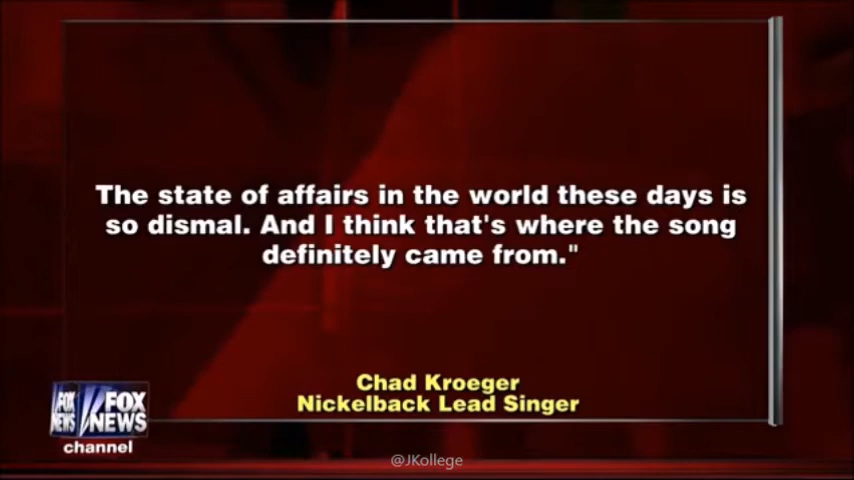 The state of affairs in the world these days is
so dismal. And I think that's where the song
definitely came from."
Chad Kroeger
Nickelback Lead Singer
FOX
NEWS
FOX
NEWS
channel
@JKollege